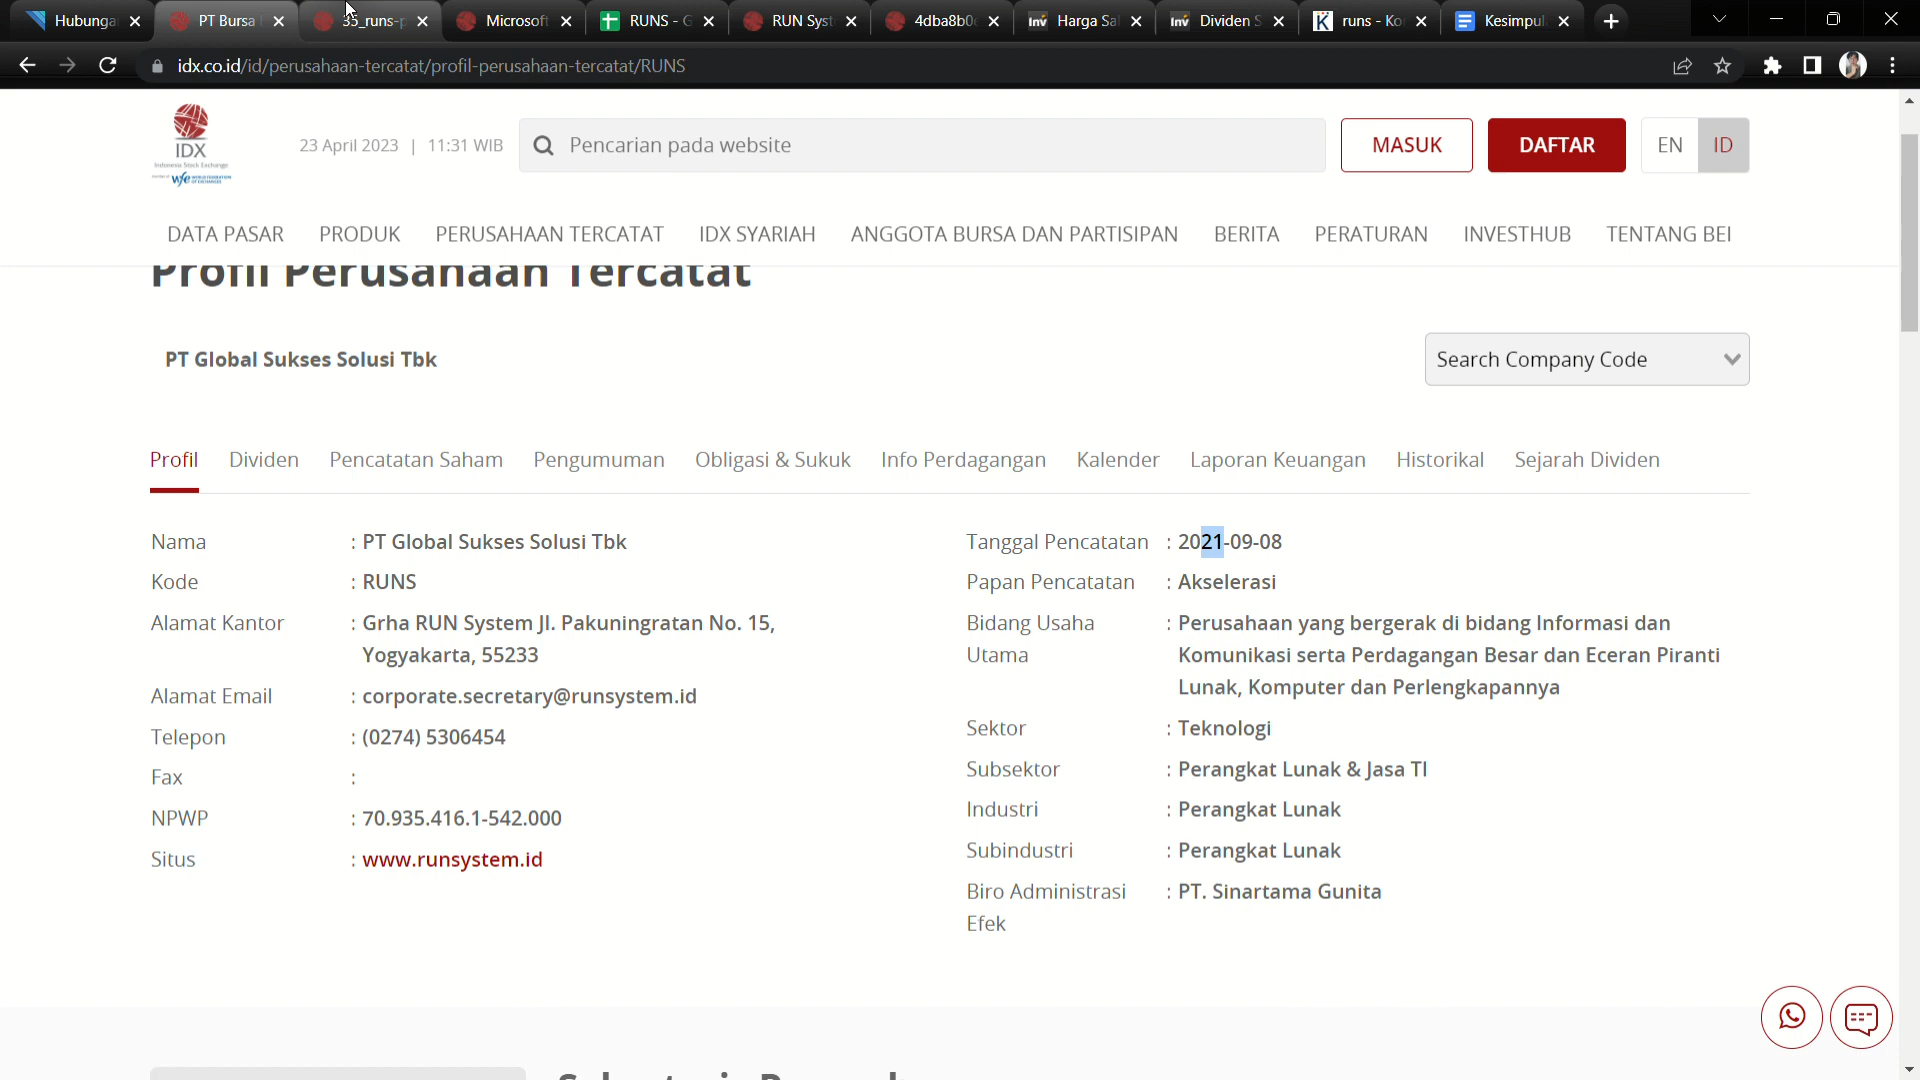 Hubunga
PT Bursa
35_runs-p
Microsoft
RUNS - G
RUN Syst
4dba8b0
Harga Sa
Dividen S
runs - Ko
Kesimpul
idx.co.id/id/perusahaan-tercatat/profil-perusahaan-tercatat/RUNS
IDX
Indonesia Stock Exchange
wfe
23 April 2023 | 11:31 WIB
Pencarian pada website
MASUK
DAFTAR
EN
ID
DATA PASAR
PRODUK
PERUSAHAAN TERCATAT
IDX SYARIAH
ANGGOTA BURSA DAN PARTISIPAN
BERITA
PERATURAN
INVESTHUB
TENTANG BEI
Profil Perusahaan Tercatat
PT Global Sukses Solusi Tbk
Search Company Code
Profil
Dividen
Pencatatan Saham
Pengumuman
Obligasi & Sukuk
Info Perdagangan
Kalender
Laporan Keuangan
Historikal
Sejarah Dividen
Nama : PT Global Sukses Solusi Tbk
Kode : RUNS
Alamat Kantor : Grha RUN System Jl. Pakuningratan No. 15,
Yogyakarta, 55233
Alamat Email : corporate.secretary@runsystem.id
Telepon : (0274) 5306454
Fax :
NPWP : 70.935.416.1-542.000
Situs : www.runsystem.id
Tanggal Pencatatan : 2021-09-08
Papan Pencatatan : Akselerasi
Bidang Usaha : Perusahaan yang bergerak di bidang Informasi dan
Utama Komunikasi serta Perdagangan Besar dan Eceran Piranti
Lunak, Komputer dan Perlengkapannya
Sektor : Teknologi
Subsektor : Perangkat Lunak & Jasa TI
Industri : Perangkat Lunak
Subindustri : Perangkat Lunak
Biro Administrasi : PT. Sinartama Gunita
Efek